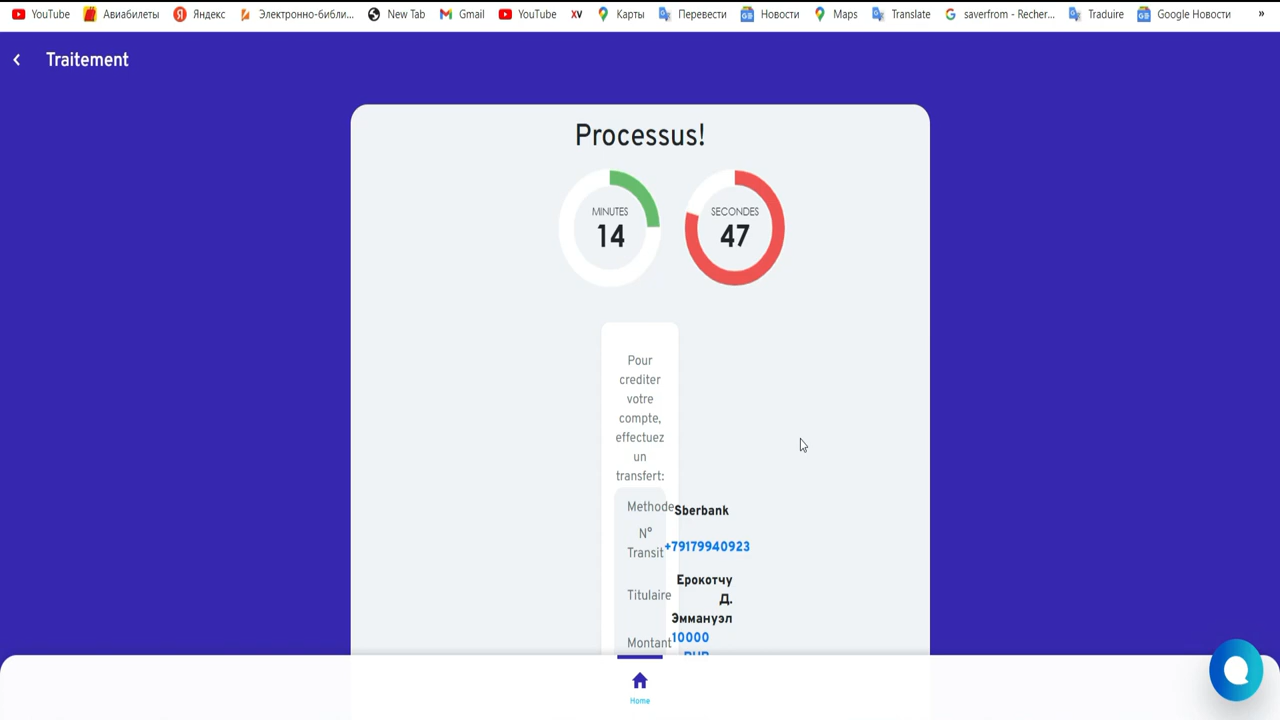 YouTube Авиабилеты Яндекс Электронно-библи... New Tab Gmail YouTube XV Карты Перевести Новости Maps Translate saverfrom - Recher... Traduire Google Новости »
Traitement
Processus!
MINUTES SECONDES
14 47
Pour
crediter
votre
compte,
effectuez
un
transfert:
Methode Sberbank
N°
Transit +79179940923
Ерокотчу
Titulaire Д.
Эммануэл
Montant 10000
Home